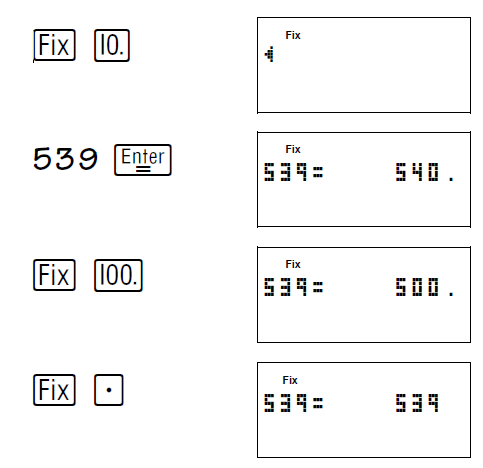 Fix 10. Fix
539 Enter = Fix
539= 540.
Fix 100. Fix
539= 500.
Fix . Fix
539= 539